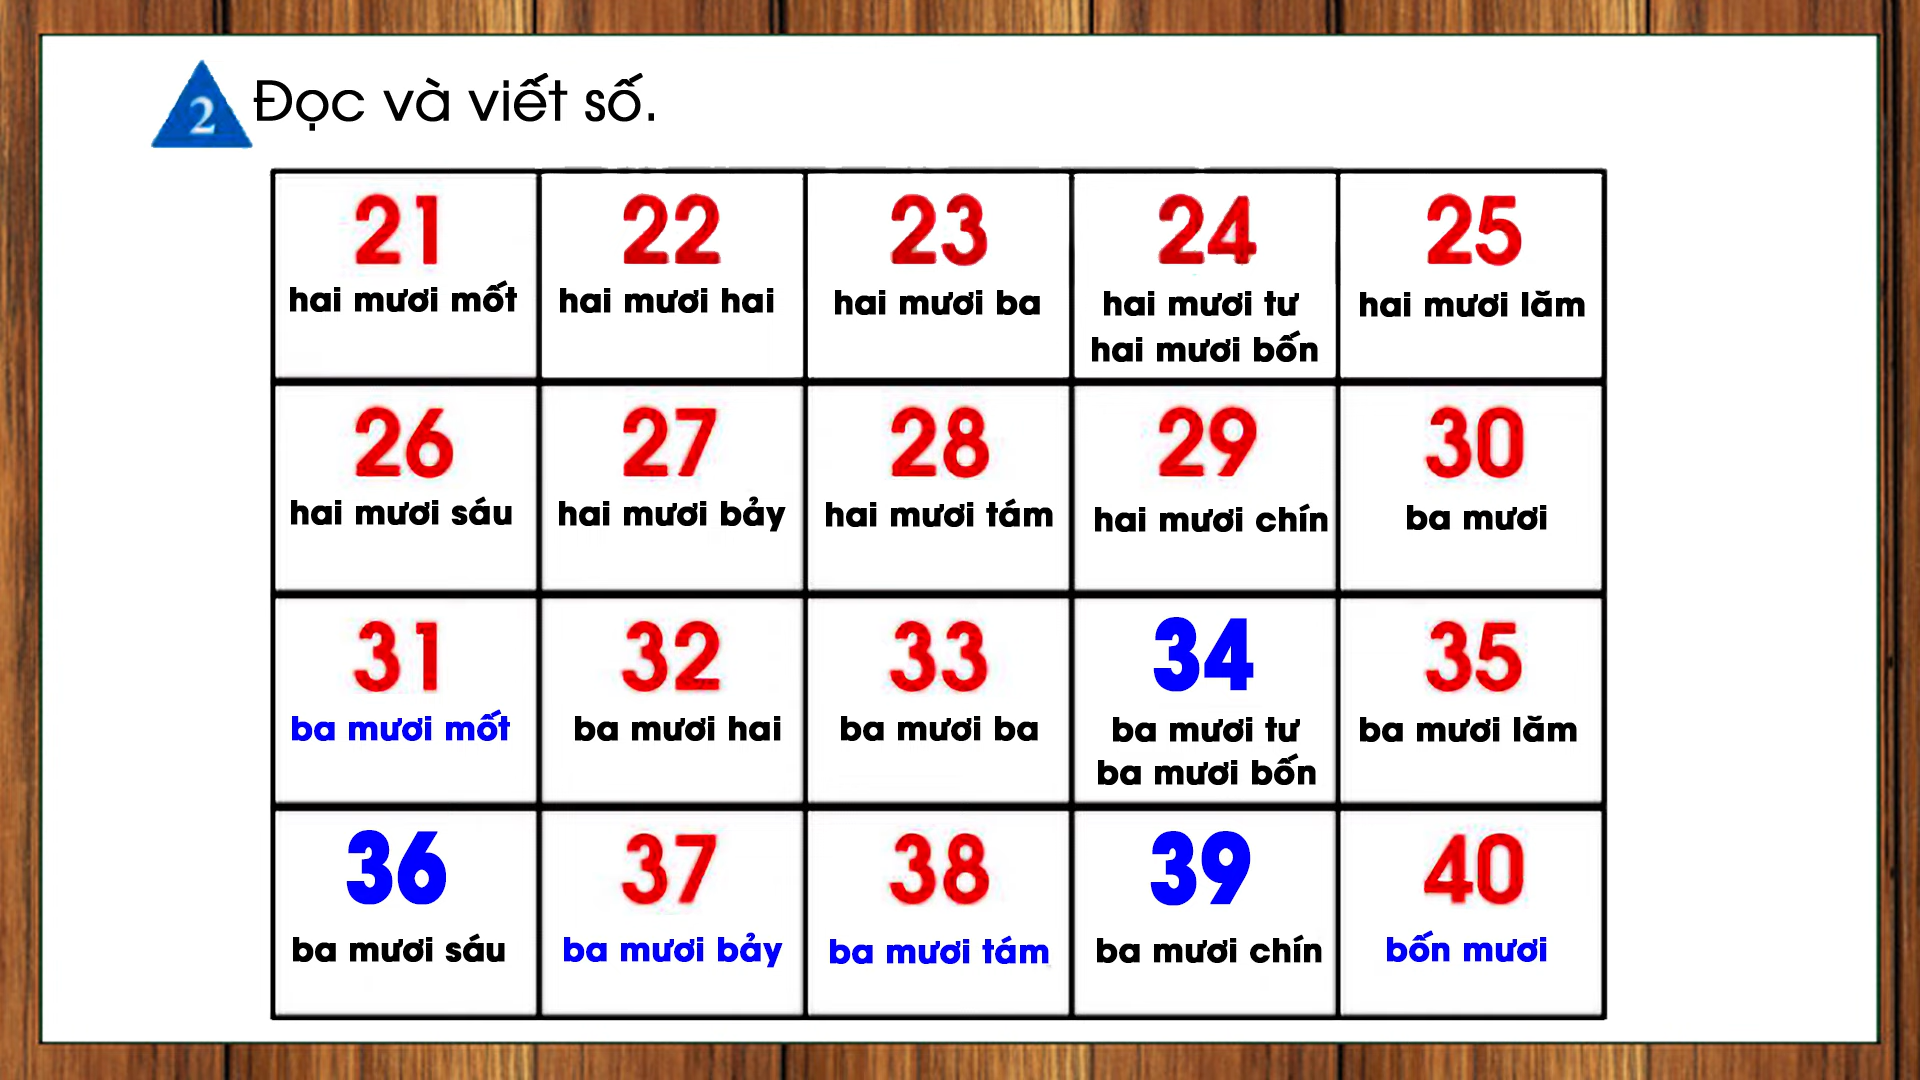 2 Đọc và viết số.
21 22 23 24 25
hai mươi mốt hai mươi hai hai mươi ba hai mươi tư hai mươi lăm
hai mươi bốn
26 27 28 29 30
hai mươi sáu hai mươi bảy hai mươi tám hai mươi chín ba mươi
31 32 33 34 35
ba mươi mốt ba mươi hai ba mươi ba ba mươi tư ba mươi lăm
ba mươi bốn
36 37 38 39 40
ba mươi sáu ba mươi bảy ba mươi tám ba mươi chín bốn mươi